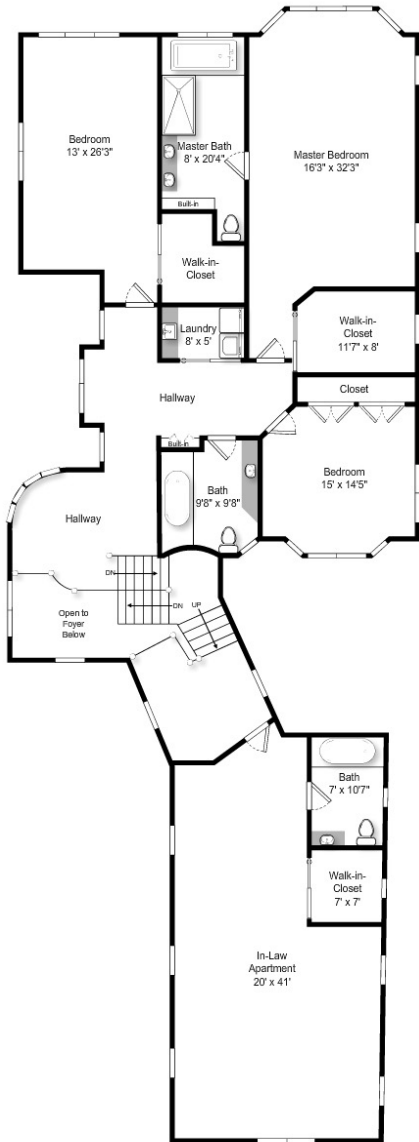 Bedroom
13' x 26'3"
Master Bath
8' x 20'4"
Built-in
Master Bedroom
16'3" x 32'3"
Walk-in-
Closet
Laundry
8' x 5'
Walk-in-
Closet
11'7" x 8'
Hallway
Closet
Built-in
Bedroom
15' x 14'5"
Bath
9'8" x 9'8"
Hallway
DN
DN
UP
Open to
Foyer
Below
Bath
7' x 10'7"
Walk-in-
Closet
7' x 7'
In-Law
Apartment
20' x 41'